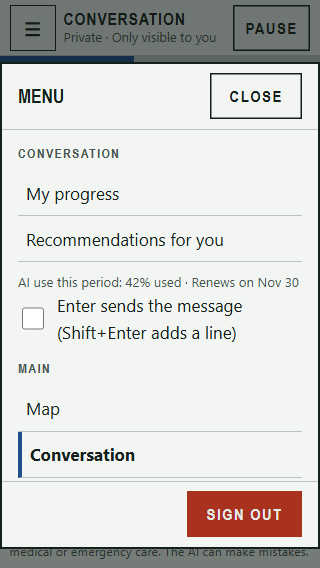 CONVERSATION
Private · Only visible to you
PAUSE
MENU
CLOSE
CONVERSATION
My progress
Recommendations for you
AI use this period: 42% used · Renews on Nov 30
Enter sends the message
(Shift+Enter adds a line)
MAIN
Map
Conversation
SIGN OUT
medical or emergency care. The AI can make mistakes.